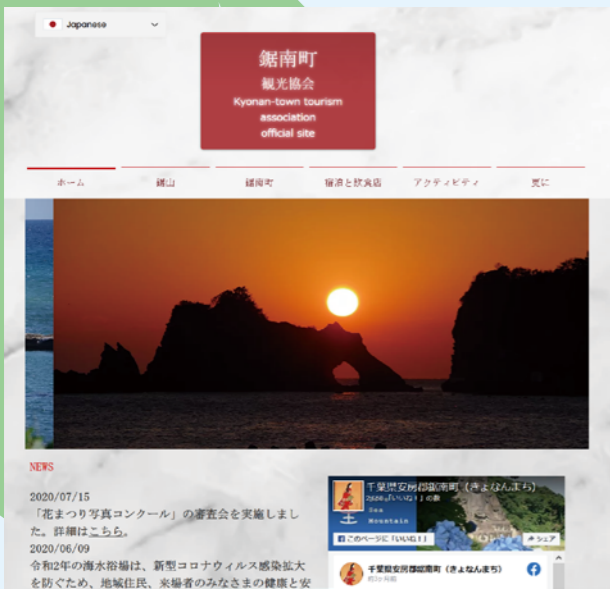 Japanese
鋸南町
観光協会
Kyonan-town tourism
association
official site
ホーム
鋸山
鋸南町
宿泊と飲食店
アクティビティ
更に
NEWS
2020/07/15
「花まつり写真コンクール」の審査会を実施しまし
た。詳細はこちら。
2020/06/09
令和2年の海水浴場は、新型コロナウィルス感染拡大
を防ぐため、地域住民、来場者のみなさまの健康と安
千葉県安房郡鋸南町（きょなんまち）
「いいね！」の数
Sea
Mountain
このページに「いいね！」
シェア
千葉県安房郡鋸南町（きょなんまち）